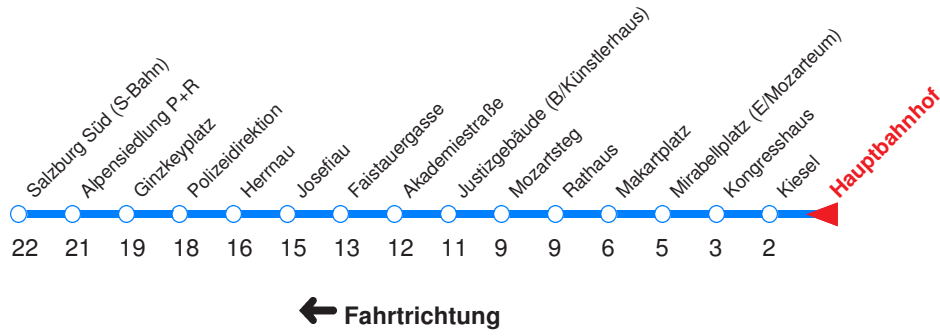 Salzburg Süd (S-Bahn)
Alpensiedlung P+R
Ginzkeyplatz
Polizeidirektion
Herrnau
Josefiau
Faistauergasse
Akademiestraße
Justizgebäude (B/Künstlerhaus)
Mozartsteg
Rathaus
Makartplatz
Mirabellplatz (E/Mozarteum)
Kongresshaus
Kiesel
Hauptbahnhof
22 21 19 18 16 15 13 12 11 9 9 6 5 3 2
Fahrtrichtung